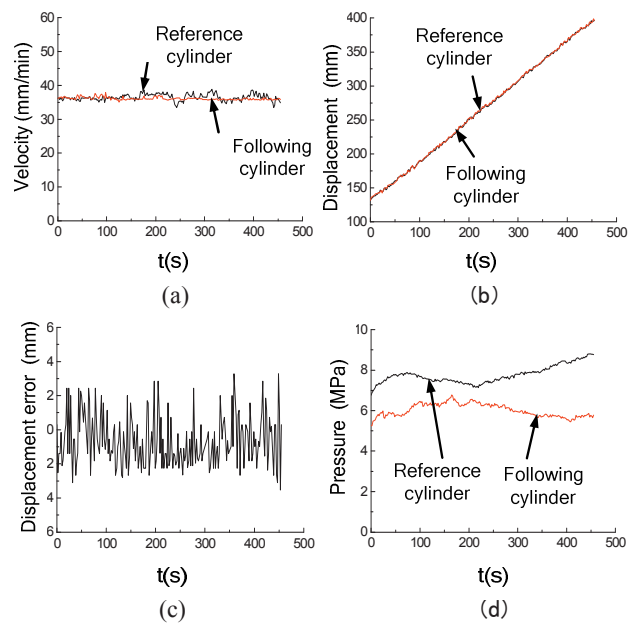 60
50
40
30
20
10
0
Velocity (mm/min)
Reference
cylinder
Following
cylinder
0 100 200 300 400 500
t(s)
(a)
400
350
300
250
200
150
100
Displacement (mm)
Reference
cylinder
Following
cylinder
0 100 200 300 400 500
t(s)
(b)
6
4
2
0
2
4
6
Displacement error (mm)
0 100 200 300 400 500
t(s)
(c)
10
8
6
4
2
0
Pressure (MPa)
Reference
cylinder
Following
cylinder
0 100 200 300 400 500
t(s)
(d)